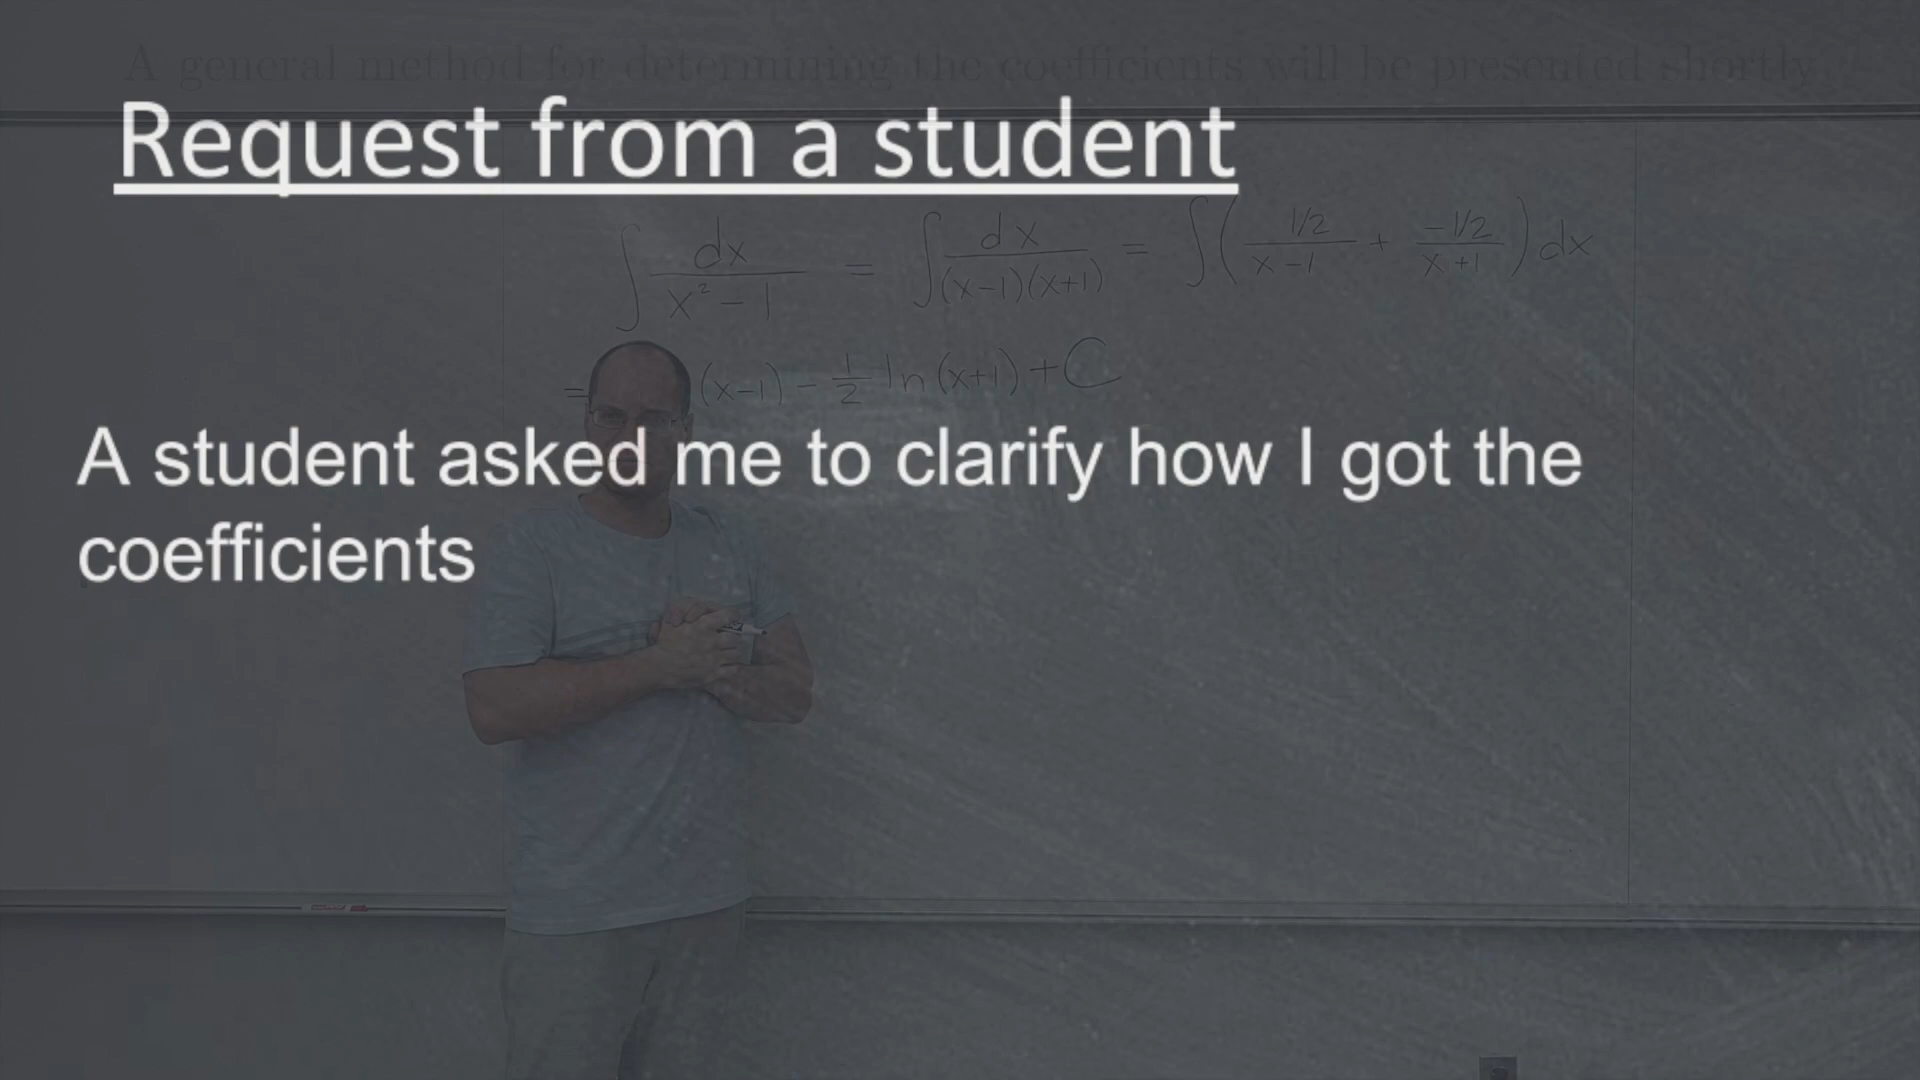 A general method for determining the coefficients will be presented shortly
Request from a student
∫ dx / (x² − 1) = ∫ dx / ((x−1)(x+1)) = ∫ ( 1/2 / (x−1) + −1/2 / (x+1) ) dx
= (x−1) − 1/2 ln(x+1) + C
A student asked me to clarify how I got the
coefficients